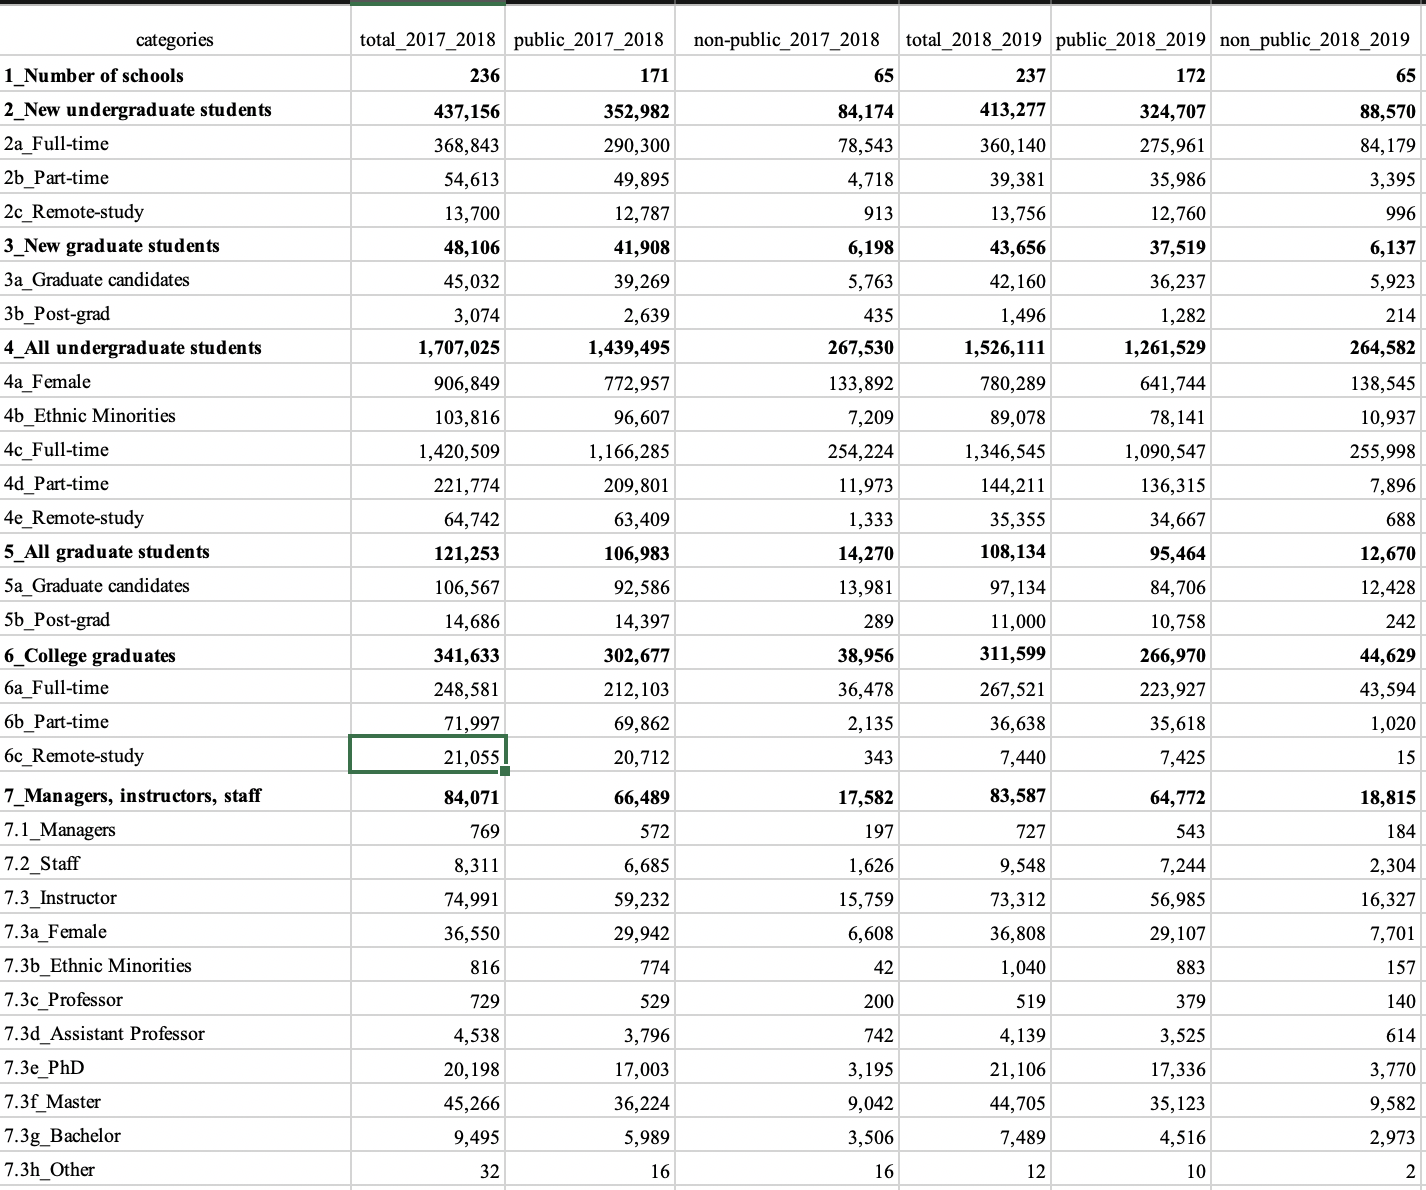 categories total_2017_2018 public_2017_2018 non-public_2017_2018 total_2018_2019 public_2018_2019 non_public_2018_2019
1_Number of schools 236 171 65 237 172 65
2_New undergraduate students 437,156 352,982 84,174 413,277 324,707 88,570
2a_Full-time 368,843 290,300 78,543 360,140 275,961 84,179
2b_Part-time 54,613 49,895 4,718 39,381 35,986 3,395
2c_Remote-study 13,700 12,787 913 13,756 12,760 996
3_New graduate students 48,106 41,908 6,198 43,656 37,519 6,137
3a_Graduate candidates 45,032 39,269 5,763 42,160 36,237 5,923
3b_Post-grad 3,074 2,639 435 1,496 1,282 214
4_All undergraduate students 1,707,025 1,439,495 267,530 1,526,111 1,261,529 264,582
4a_Female 906,849 772,957 133,892 780,289 641,744 138,545
4b_Ethnic Minorities 103,816 96,607 7,209 89,078 78,141 10,937
4c_Full-time 1,420,509 1,166,285 254,224 1,346,545 1,090,547 255,998
4d_Part-time 221,774 209,801 11,973 144,211 136,315 7,896
4e_Remote-study 64,742 63,409 1,333 35,355 34,667 688
5_All graduate students 121,253 106,983 14,270 108,134 95,464 12,670
5a_Graduate candidates 106,567 92,586 13,981 97,134 84,706 12,428
5b_Post-grad 14,686 14,397 289 11,000 10,758 242
6_College graduates 341,633 302,677 38,956 311,599 266,970 44,629
6a_Full-time 248,581 212,103 36,478 267,521 223,927 43,594
6b_Part-time 71,997 69,862 2,135 36,638 35,618 1,020
6c_Remote-study 21,055 20,712 343 7,440 7,425 15
7_Managers, instructors, staff 84,071 66,489 17,582 83,587 64,772 18,815
7.1_Managers 769 572 197 727 543 184
7.2_Staff 8,311 6,685 1,626 9,548 7,244 2,304
7.3_Instructor 74,991 59,232 15,759 73,312 56,985 16,327
7.3a_Female 36,550 29,942 6,608 36,808 29,107 7,701
7.3b_Ethnic Minorities 816 774 42 1,040 883 157
7.3c_Professor 729 529 200 519 379 140
7.3d_Assistant Professor 4,538 3,796 742 4,139 3,525 614
7.3e_PhD 20,198 17,003 3,195 21,106 17,336 3,770
7.3f_Master 45,266 36,224 9,042 44,705 35,123 9,582
7.3g_Bachelor 9,495 5,989 3,506 7,489 4,516 2,973
7.3h_Other 32 16 16 12 10 2